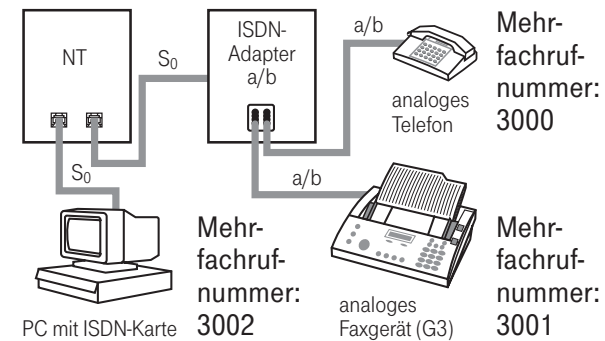 NT
S0
ISDN-
Adapter
a/b
a/b
analoges
Telefon
Mehr-
fachruf-
nummer:
3000
S0
a/b
PC mit ISDN-Karte
Mehr-
fachruf-
nummer:
3002
analoges
Faxgerät (G3)
Mehr-
fachruf-
nummer:
3001